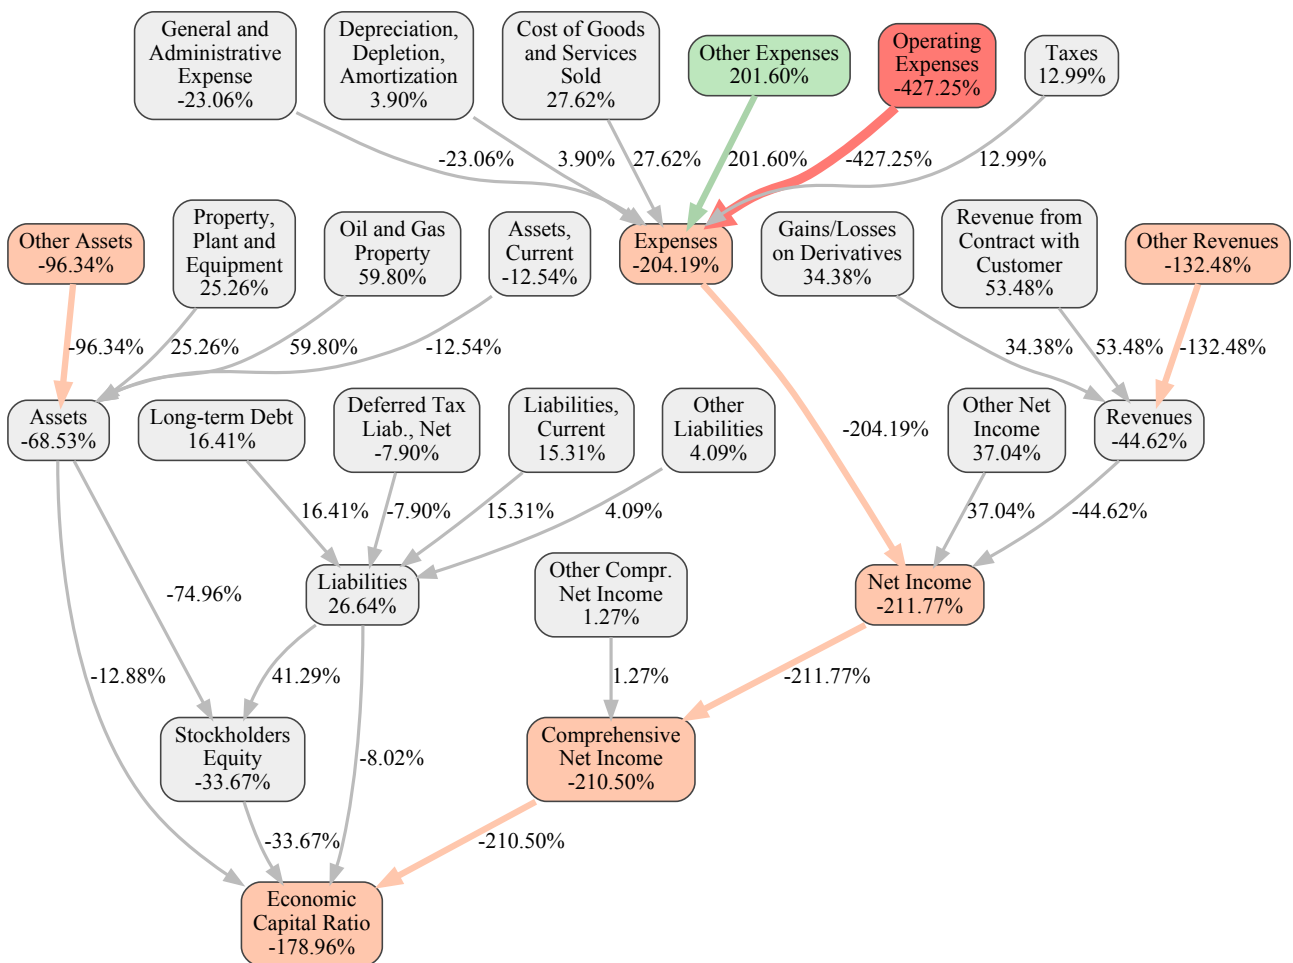 General and
Administrative
Expense
-23.06%
Depreciation,
Depletion,
Amortization
3.90%
Cost of Goods
and Services
Sold
27.62%
Other Expenses
201.60%
Operating
Expenses
-427.25%
Taxes
12.99%
-23.06%
3.90%
27.62%
201.60%
-427.25%
12.99%
Other Assets
-96.34%
Property,
Plant and
Equipment
25.26%
Oil and Gas
Property
59.80%
Assets,
Current
-12.54%
Expenses
-204.19%
Gains/Losses
on Derivatives
34.38%
Revenue from
Contract with
Customer
53.48%
Other Revenues
-132.48%
-96.34%
25.26%
59.80%
-12.54%
34.38%
53.48%
-132.48%
Assets
-68.53%
Long-term Debt
16.41%
Deferred Tax
Liab., Net
-7.90%
Liabilities,
Current
15.31%
Other
Liabilities
4.09%
-204.19%
Other Net
Income
37.04%
Revenues
-44.62%
16.41%
-7.90%
15.31%
4.09%
37.04%
-44.62%
-74.96%
Liabilities
26.64%
Other Compr.
Net Income
1.27%
Net Income
-211.77%
-12.88%
41.29%
1.27%
-211.77%
Stockholders
Equity
-33.67%
-8.02%
Comprehensive
Net Income
-210.50%
-33.67%
-210.50%
Economic
Capital Ratio
-178.96%